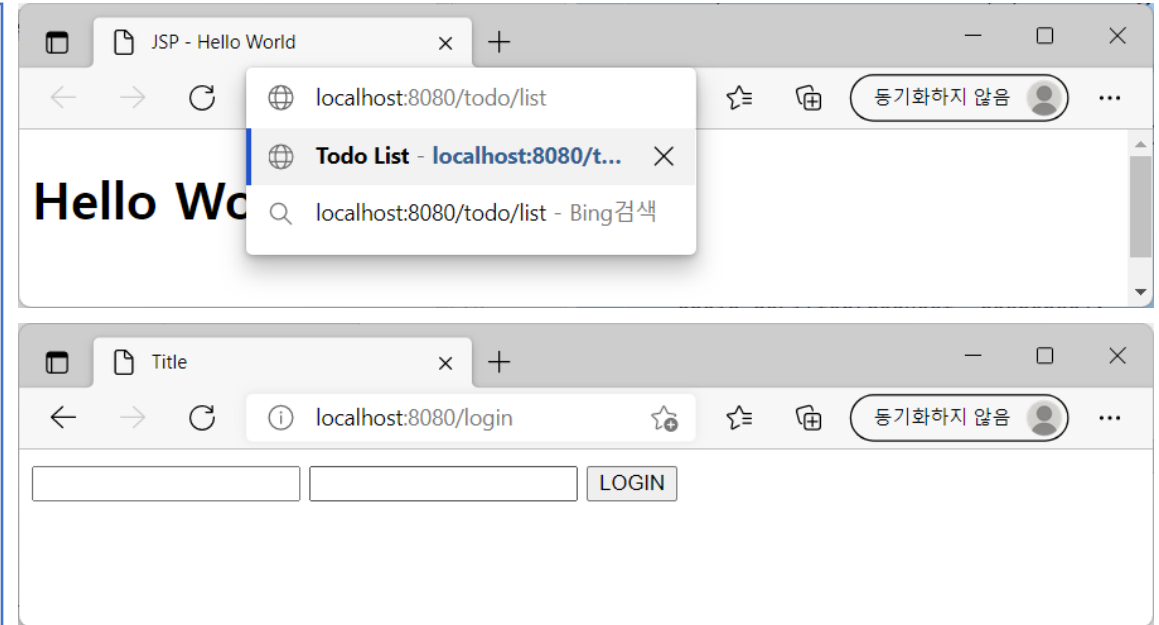 JSP - Hello World
localhost:8080/todo/list
동기화하지 않음
Todo List - localhost:8080/t...
localhost:8080/todo/list - Bing검색
Hello
Title
localhost:8080/login
동기화하지 않음
LOGIN